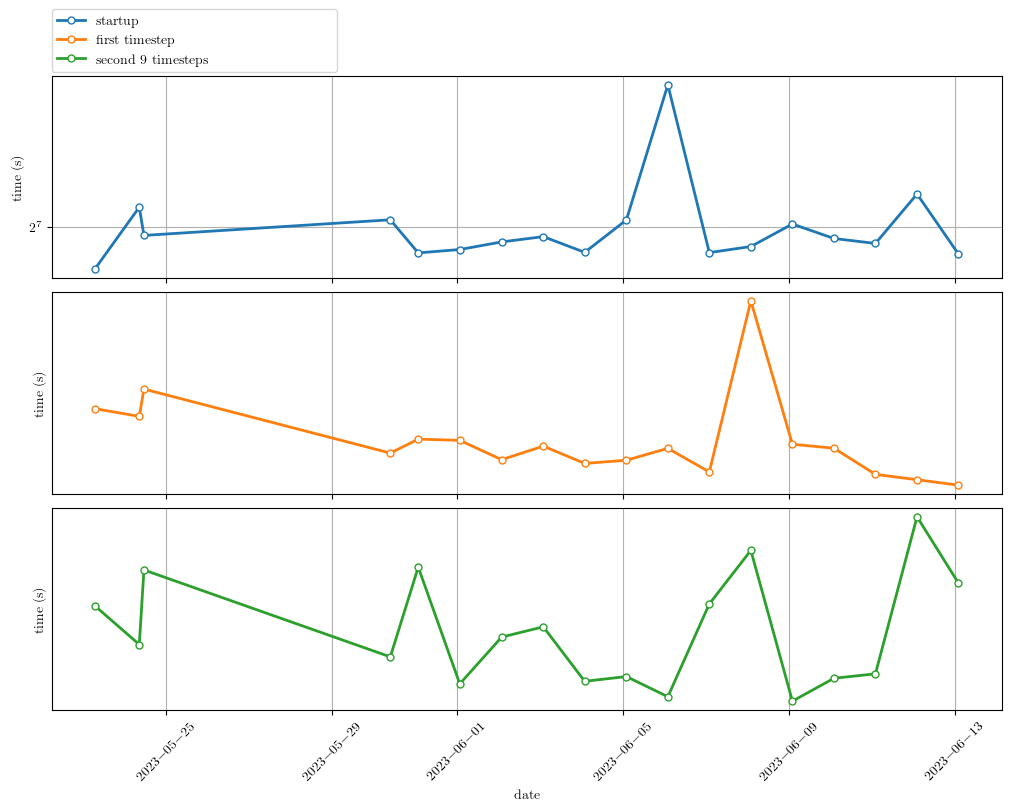 startup
first timestep
second 9 timesteps
time (s)
2^7
time (s)
time (s)
2023−05−25
2023−05−29
2023−06−01
2023−06−05
2023−06−09
2023−06−13
date